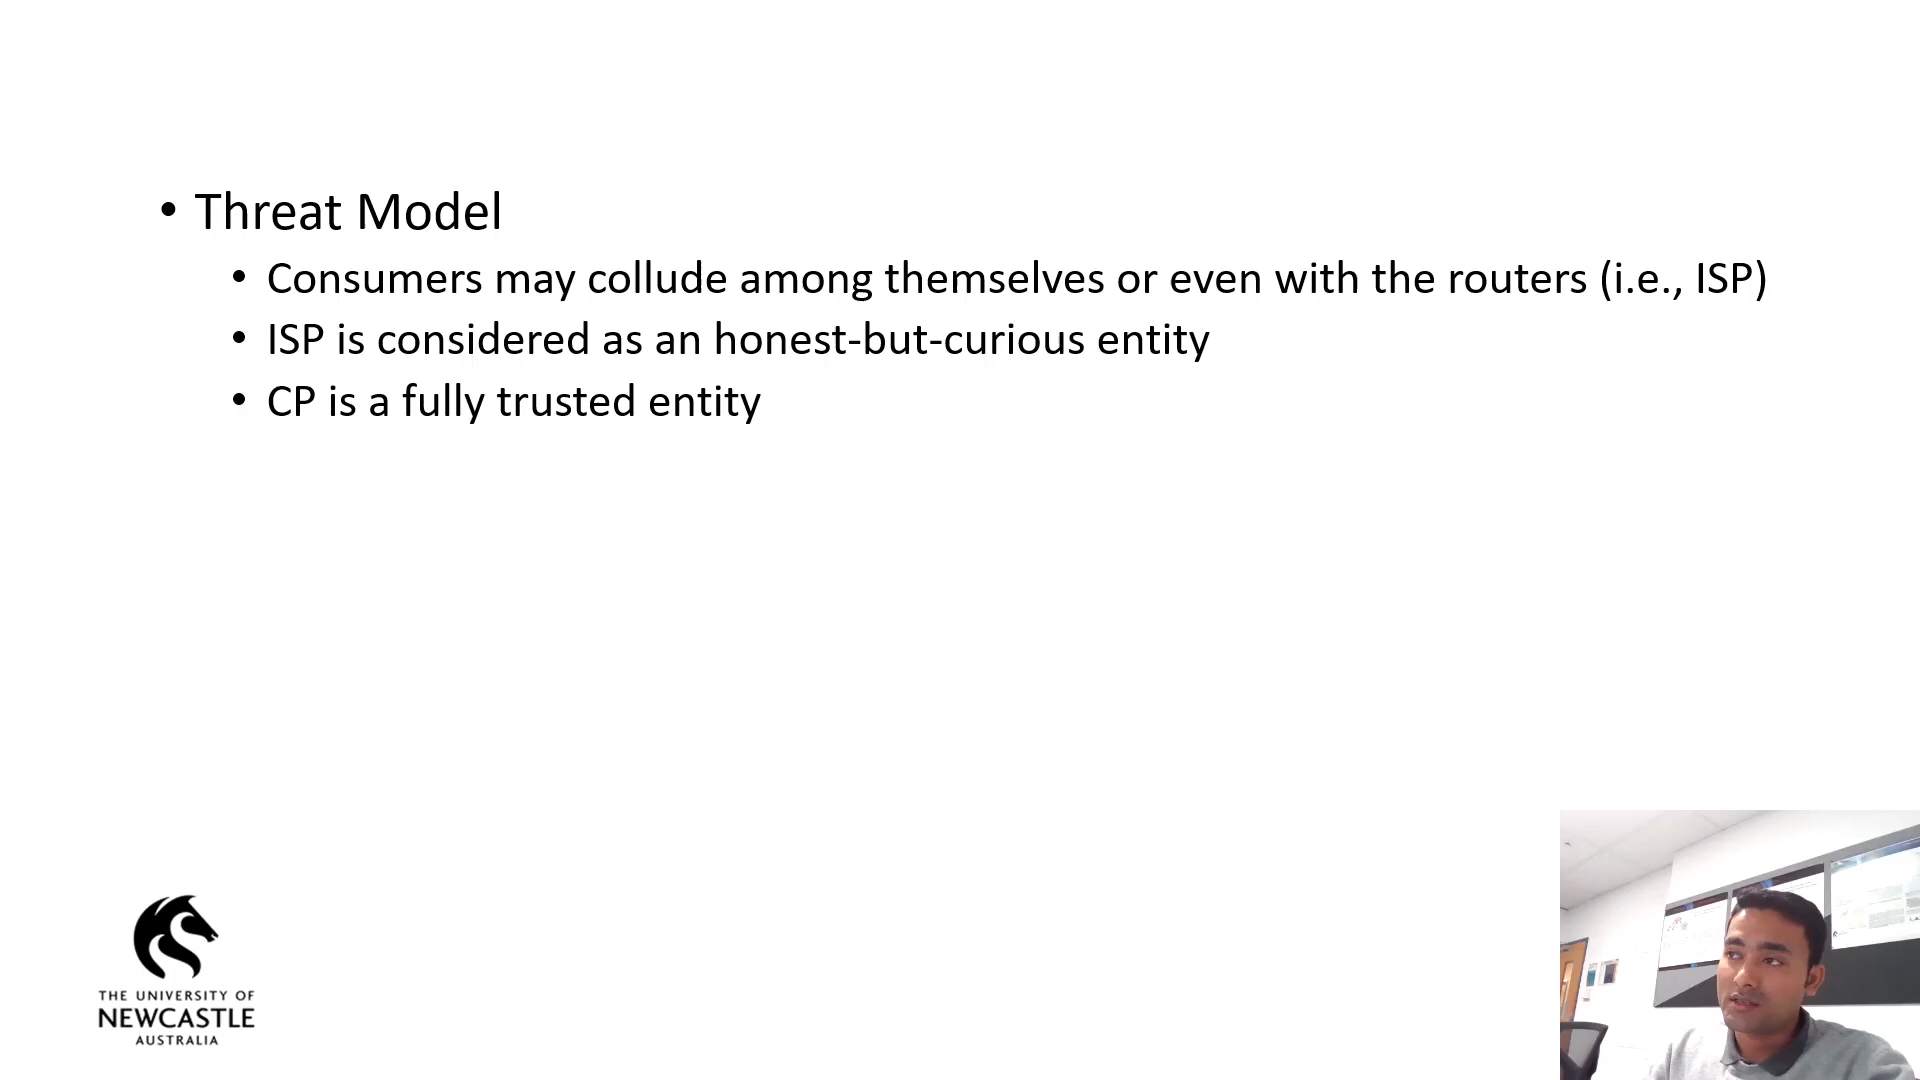 • Threat Model
• Consumers may collude among themselves or even with the routers (i.e., ISP)
• ISP is considered as an honest-but-curious entity
• CP is a fully trusted entity
THE UNIVERSITY OF
NEWCASTLE
AUSTRALIA